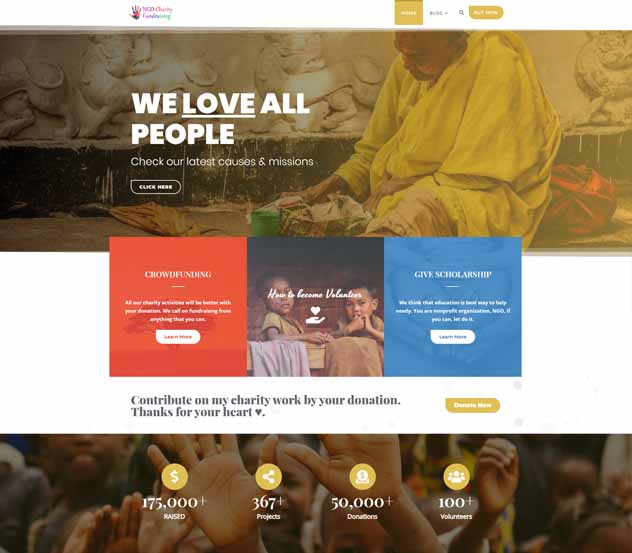 NGO Charity
Fundraising
HOME
BLOG
BUY NOW
WE LOVE ALL
PEOPLE
Check our latest causes & missions
CLICK HERE
CROWDFUNDING
All our charity activities will be better with
your donation. We call on fundraising from
anything that you can.
Learn More
How to become Volunteer
GIVE SCHOLARSHIP
We think that education is best way to help
needy. You are nonprofit organization, NGO, if
you can, let do it.
Learn More
Contribute on my charity work by your donation.
Thanks for your heart ♥.
Donate Now
175,000+
RAISED
367+
Projects
50,000+
Donations
100+
Volunteers